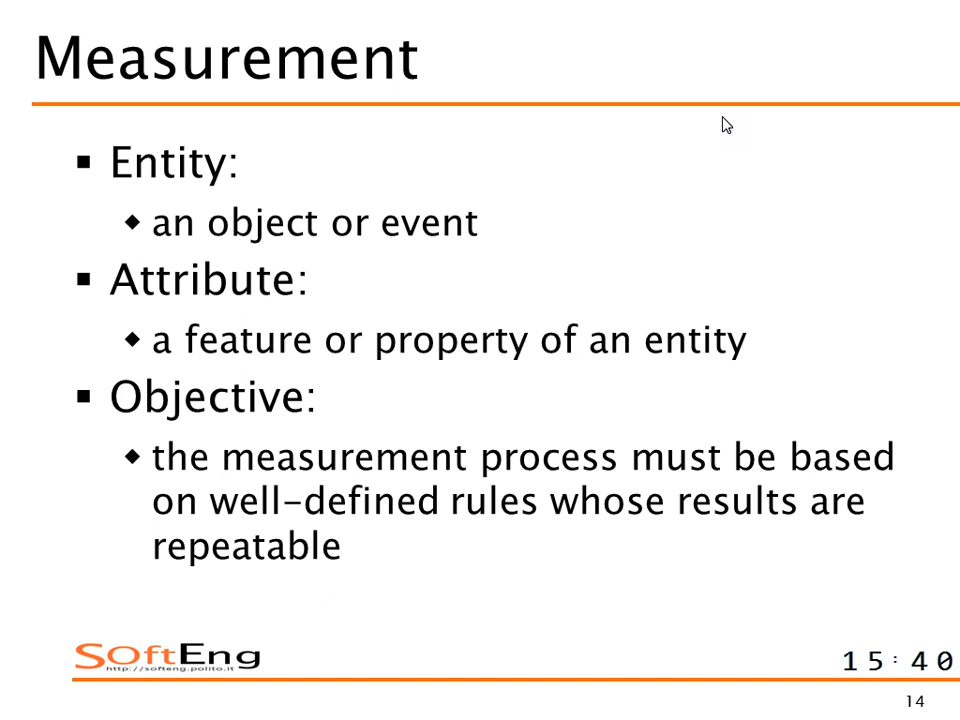 Measurement
▪ Entity:
◆ an object or event
▪ Attribute:
◆ a feature or property of an entity
▪ Objective:
◆ the measurement process must be based
on well-defined rules whose results are
repeatable
SOftEng
http://softeng.polito.it
15:40
14